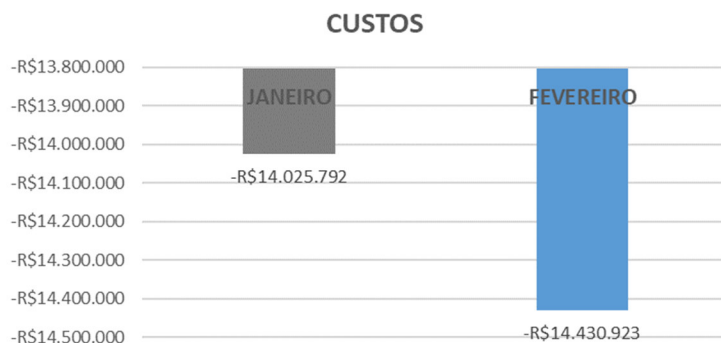 CUSTOS
-R$13.800.000
-R$13.900.000
JANEIRO
FEVEREIRO
-R$14.000.000
-R$14.100.000
-R$14.025.792
-R$14.200.000
-R$14.300.000
-R$14.400.000
-R$14.500.000
-R$14.430.923